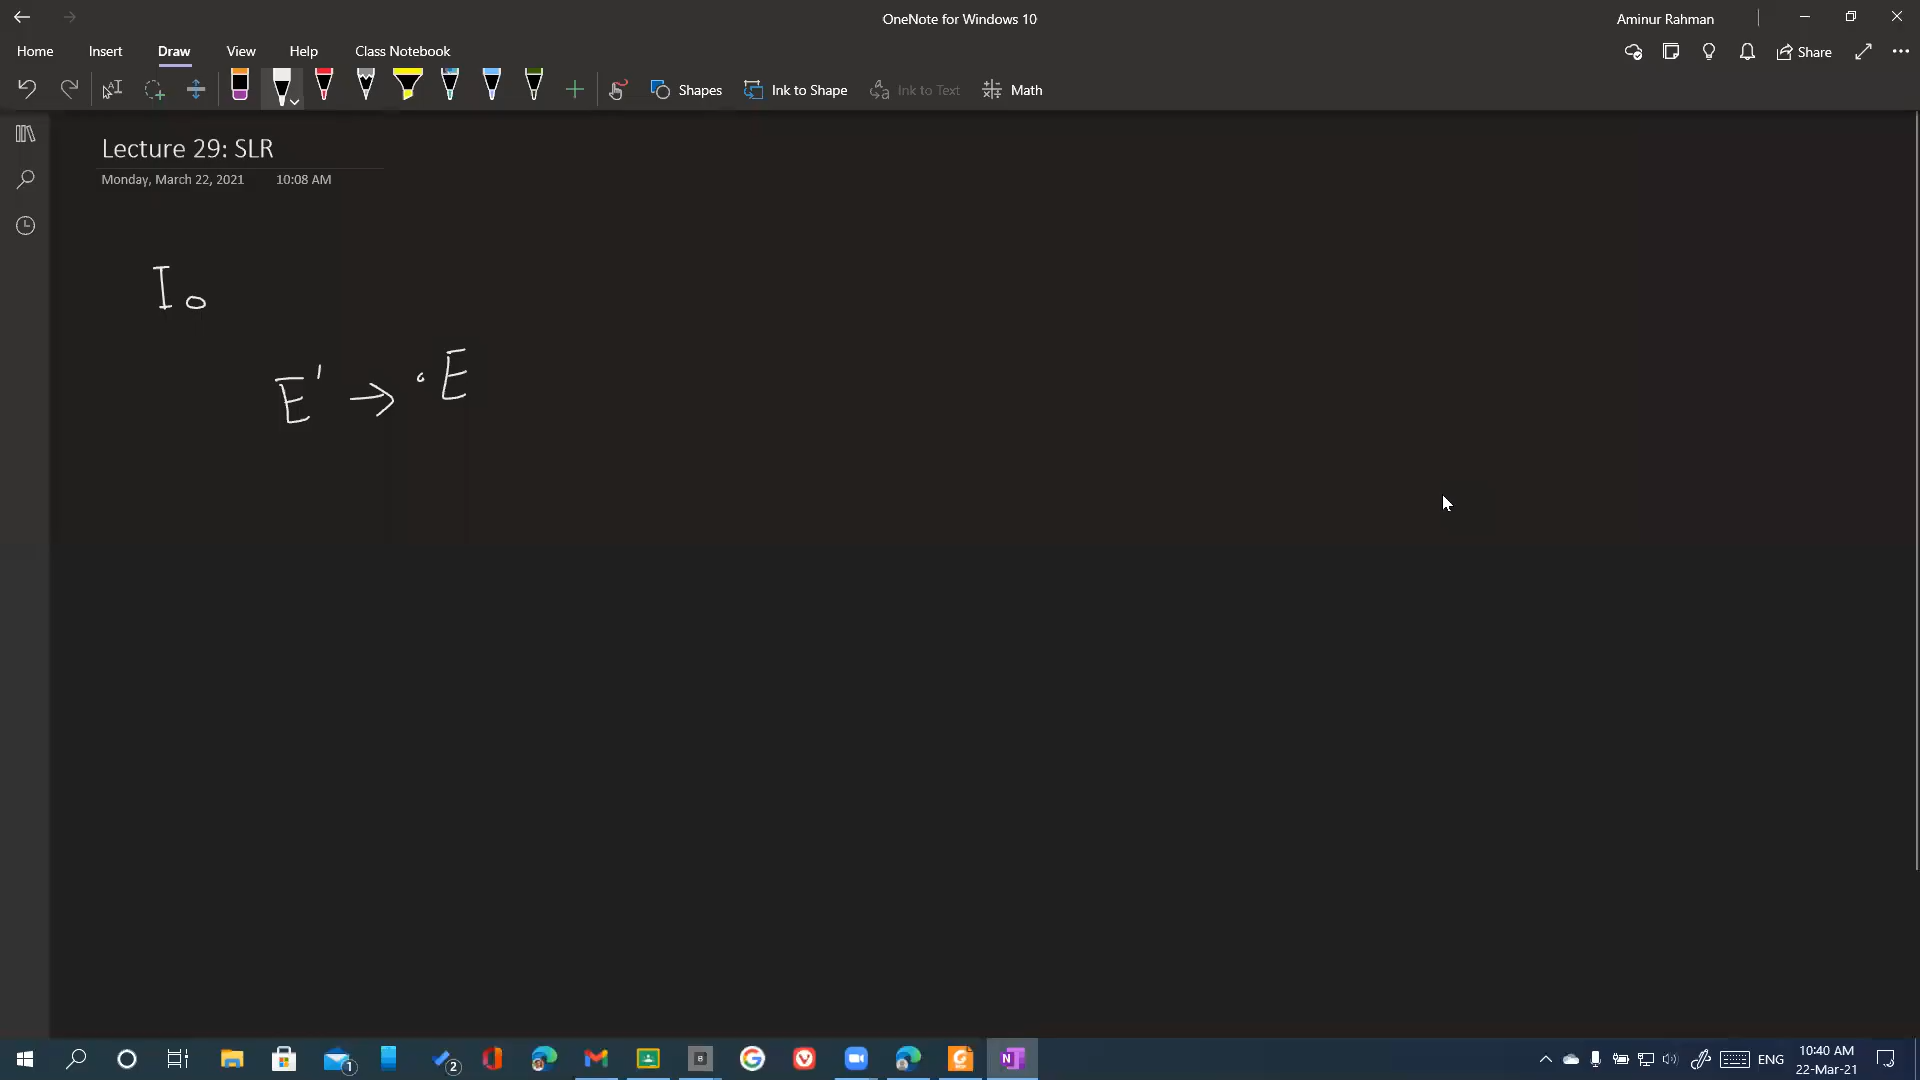 OneNote for Windows 10
Aminur Rahman
Home Insert Draw View Help Class Notebook
Share
Shapes Ink to Shape Ink to Text Math
Lecture 29: SLR
Monday, March 22, 2021 10:08 AM
I₀
E' → ·E
ENG
10:40 AM
22-Mar-21